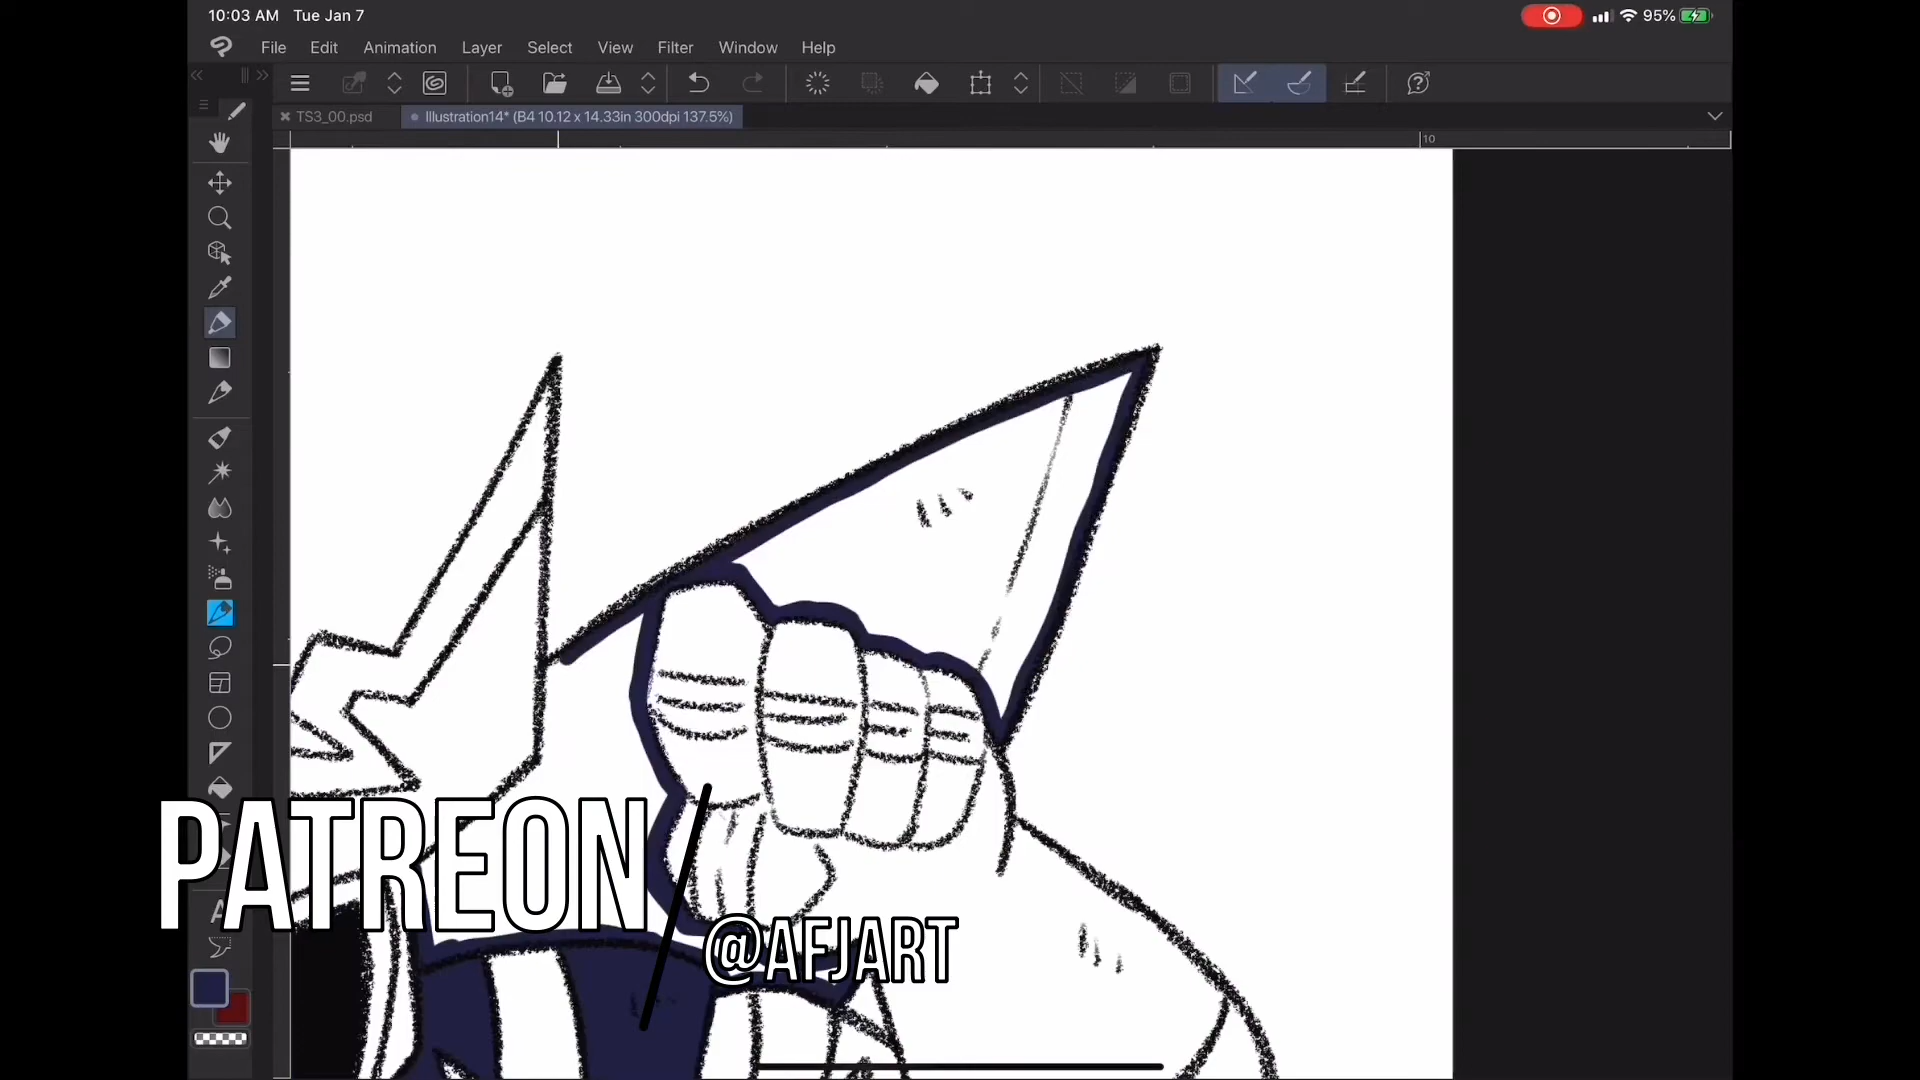 10:03 AM Tue Jan 7
95%
File Edit Animation Layer Select View Filter Window Help
TS3_00.psd
Illustration14* (B4 10.12 x 14.33in 300dpi 137.5%)
10
PATREON
@AFJART